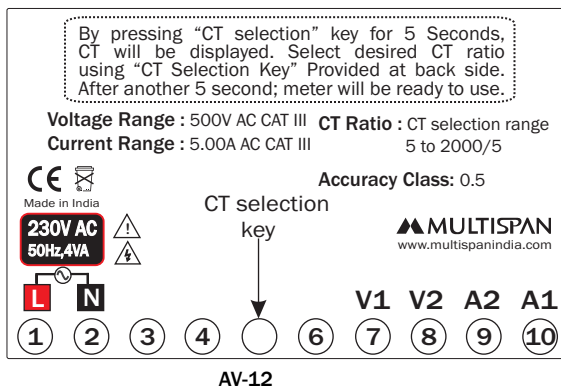 By pressing “CT selection” key for 5 Seconds,
CT will be displayed. Select desired CT ratio
using “CT Selection Key” Provided at back side.
After another 5 second; meter will be ready to use.
Voltage Range : 500V AC CAT III
Current Range : 5.00A AC CAT III
CT Ratio : CT selection range
5 to 2000/5
Accuracy Class: 0.5
CE
Made in India
230V AC
50Hz,4VA
CT selection
key
MULTISPAN
www.multispanindia.com
L N
V1 V2 A2 A1
1 2 3 4 6 7 8 9 10
AV-12